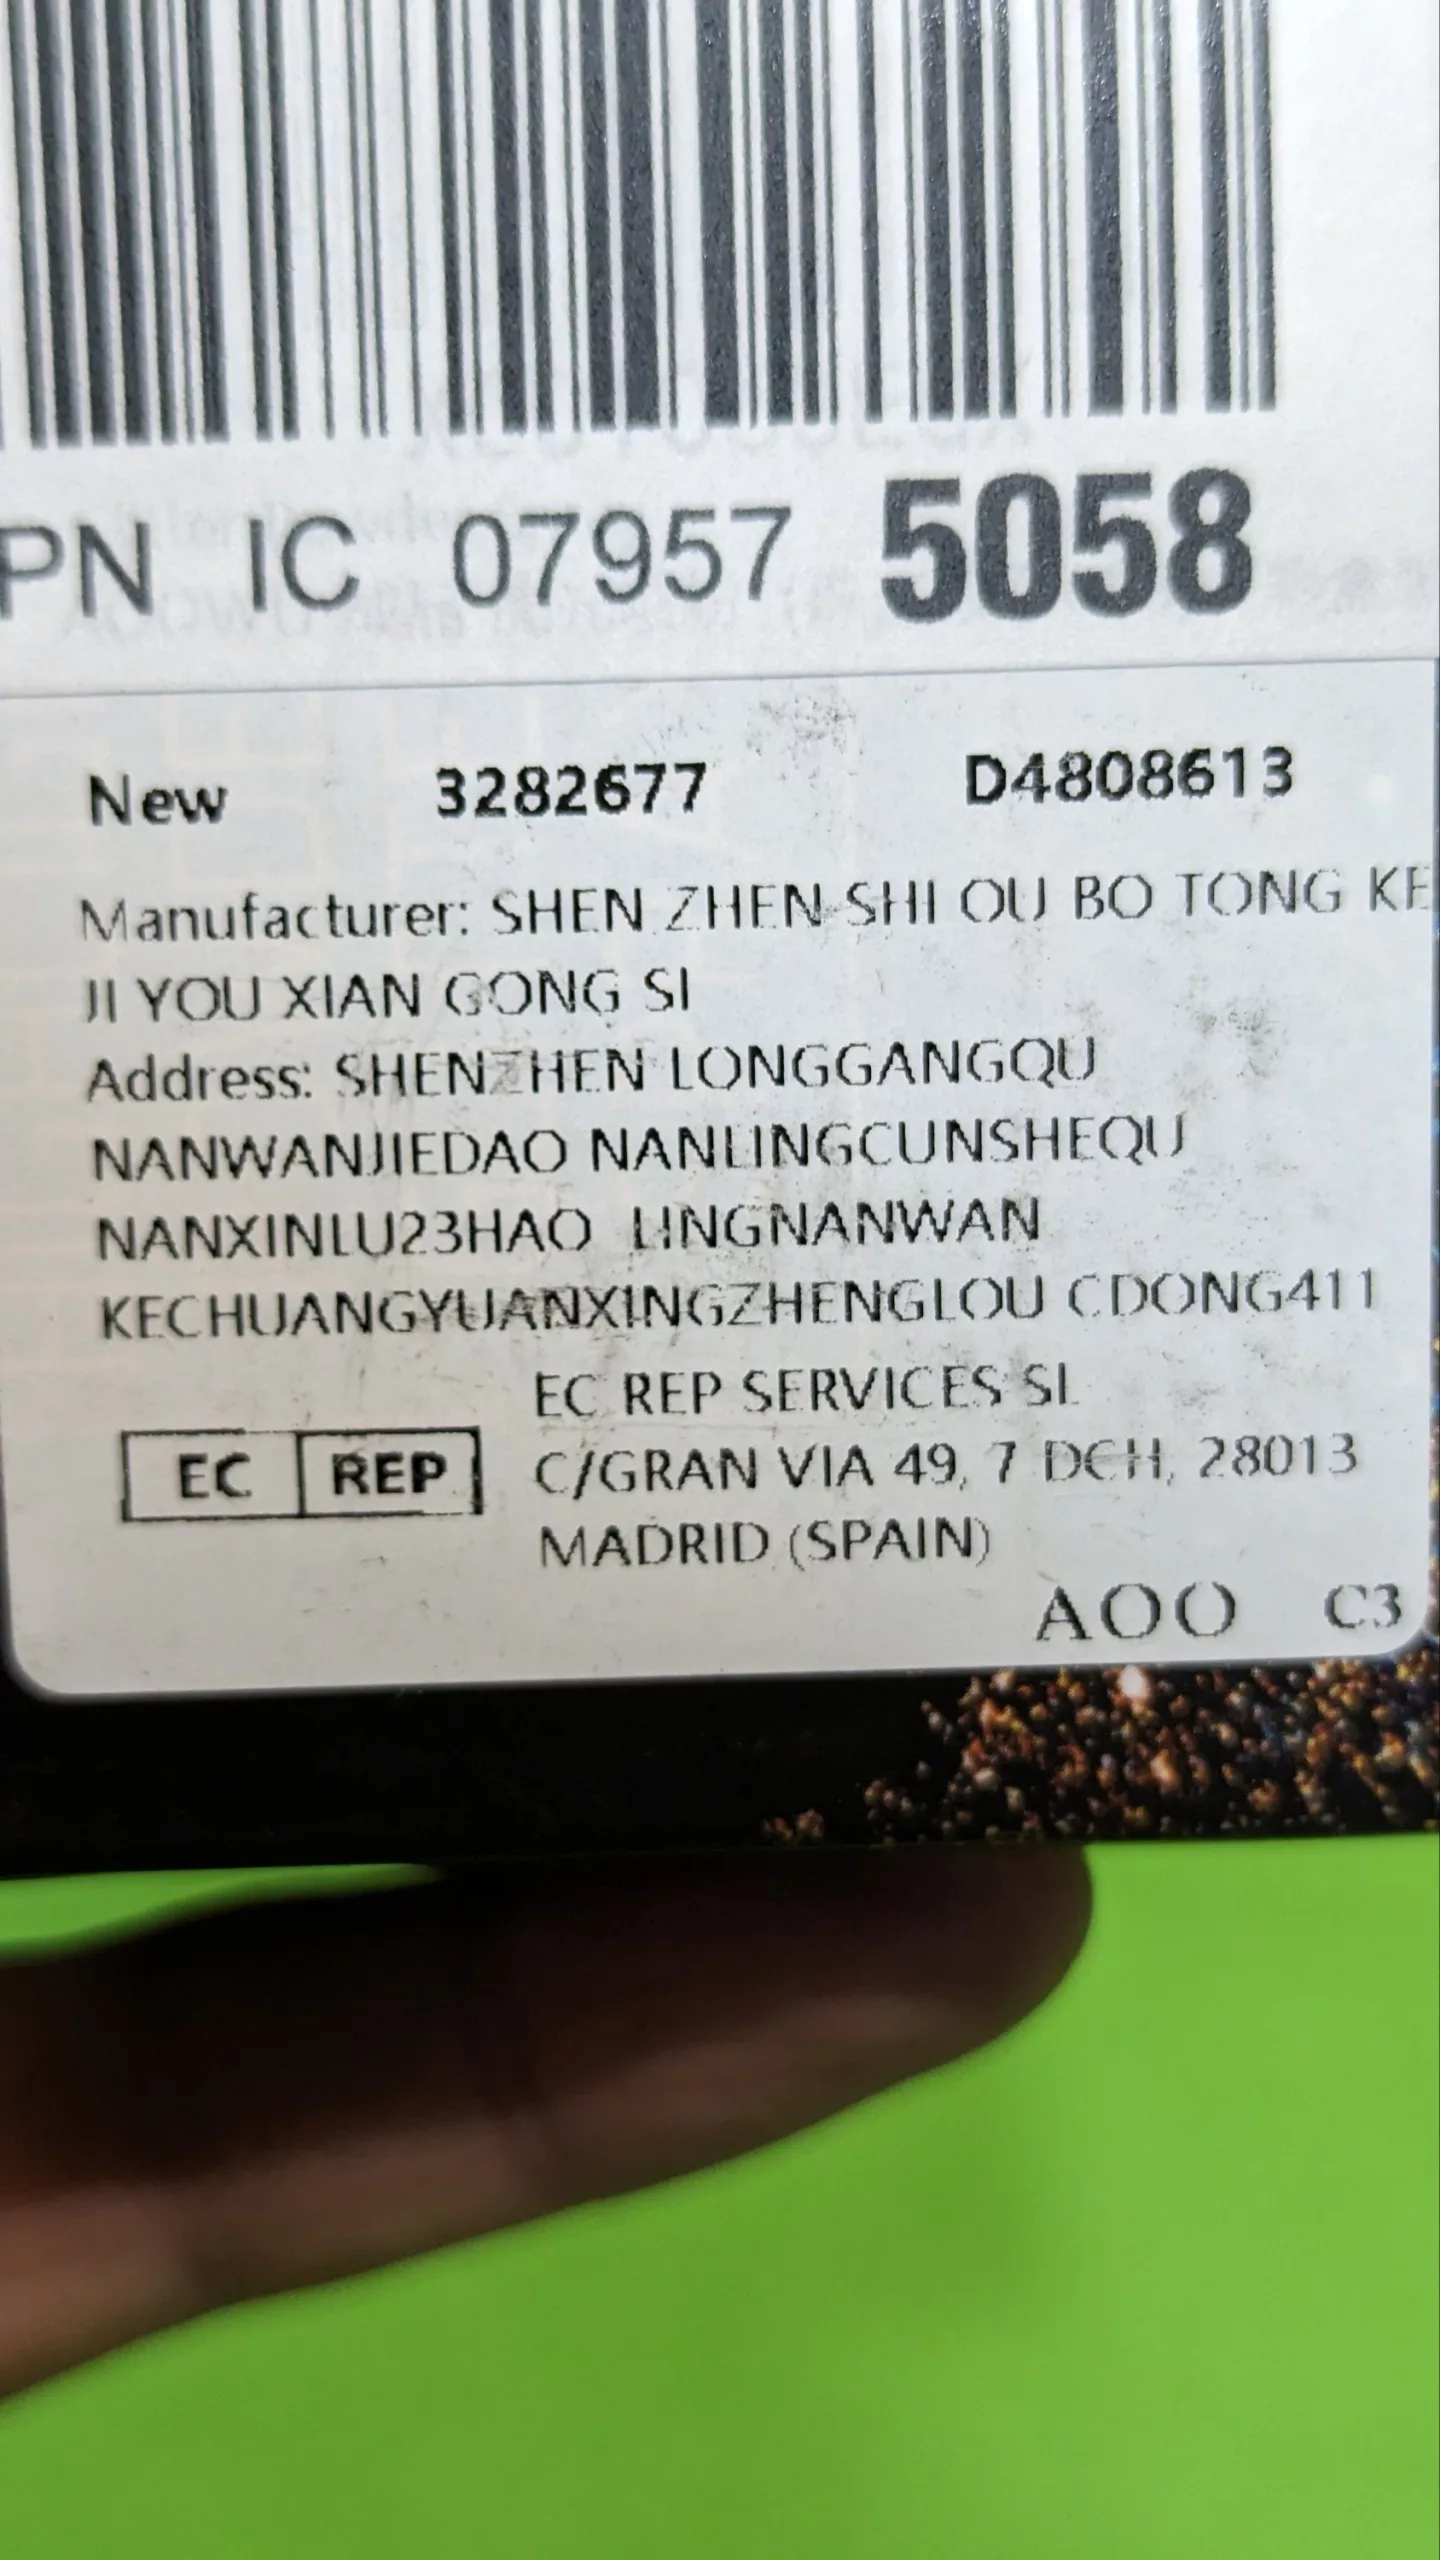 PN IC 07957 5058
New 3282677 D4808613
Manufacturer: SHEN ZHEN SHI OU BO TONG KE
JI YOU XIAN GONG SI
Address: SHENZHEN LONGGANGQU
NANWANJIEDAO NANLINGCUNSHEQU
NANXINLU23HAO LINGNANWAN
KECHUANGYUANXINGZHENGLOU CDONG411
EC REP SERVICES SL
EC REP C/GRAN VIA 49, 7 DCH, 28013
MADRID (SPAIN)
AOO C3